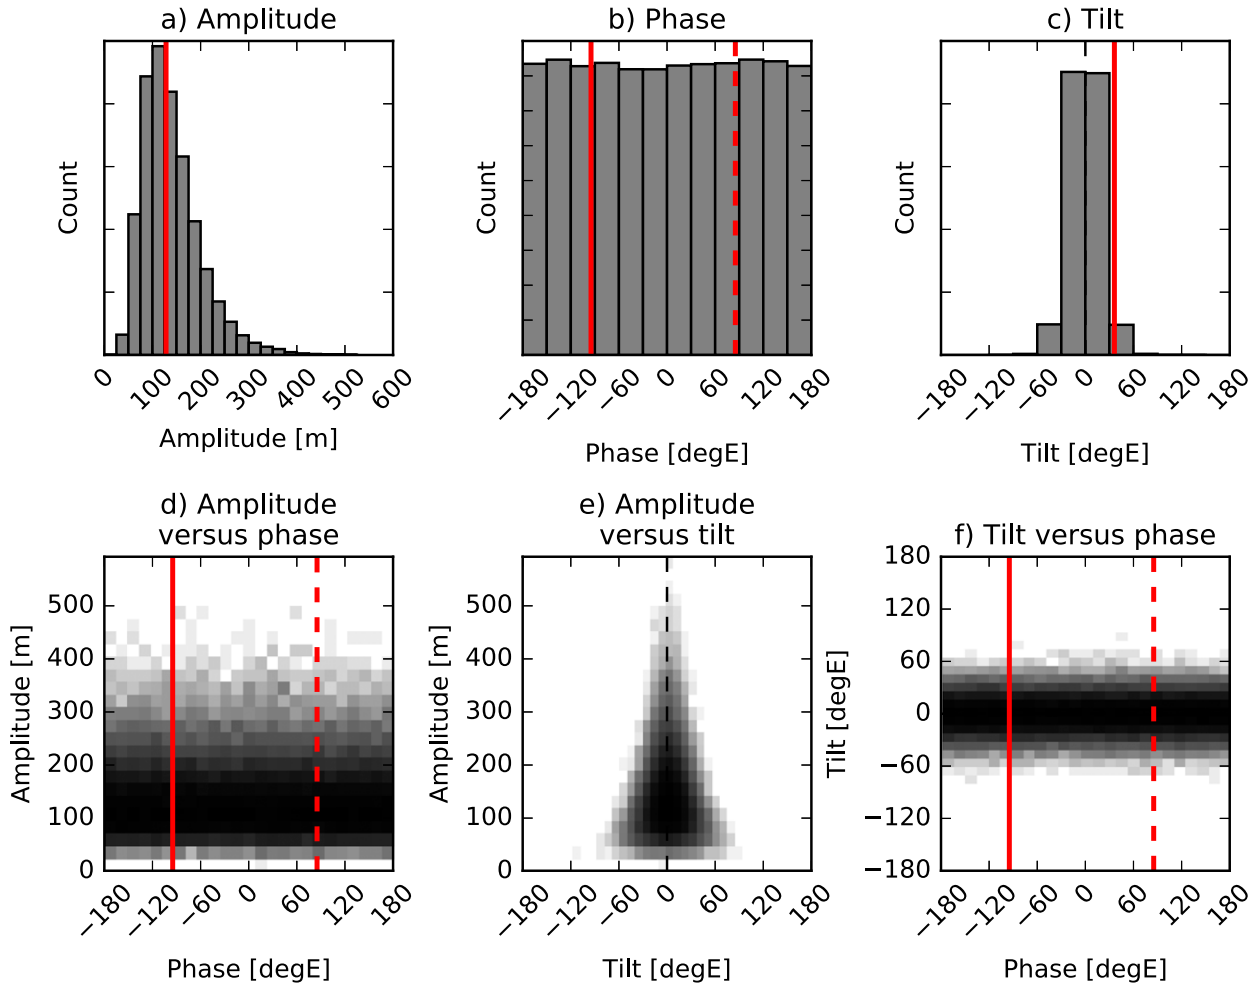 a) Amplitude
b) Phase
c) Tilt
Count
Count
Count
0 100 200 300 400 500 600
−180 −120 −60 0 60 120 180
−180 −120 −60 0 60 120 180
Amplitude [m]
Phase [degE]
Tilt [degE]
d) Amplitude
versus phase
e) Amplitude
versus tilt
f) Tilt versus phase
Amplitude [m]
500
400
300
200
100
0
Amplitude [m]
500
400
300
200
100
0
Tilt [degE]
180
120
60
0
−60
−120
−180
−180 −120 −60 0 60 120 180
−180 −120 −60 0 60 120 180
−180 −120 −60 0 60 120 180
Phase [degE]
Tilt [degE]
Phase [degE]